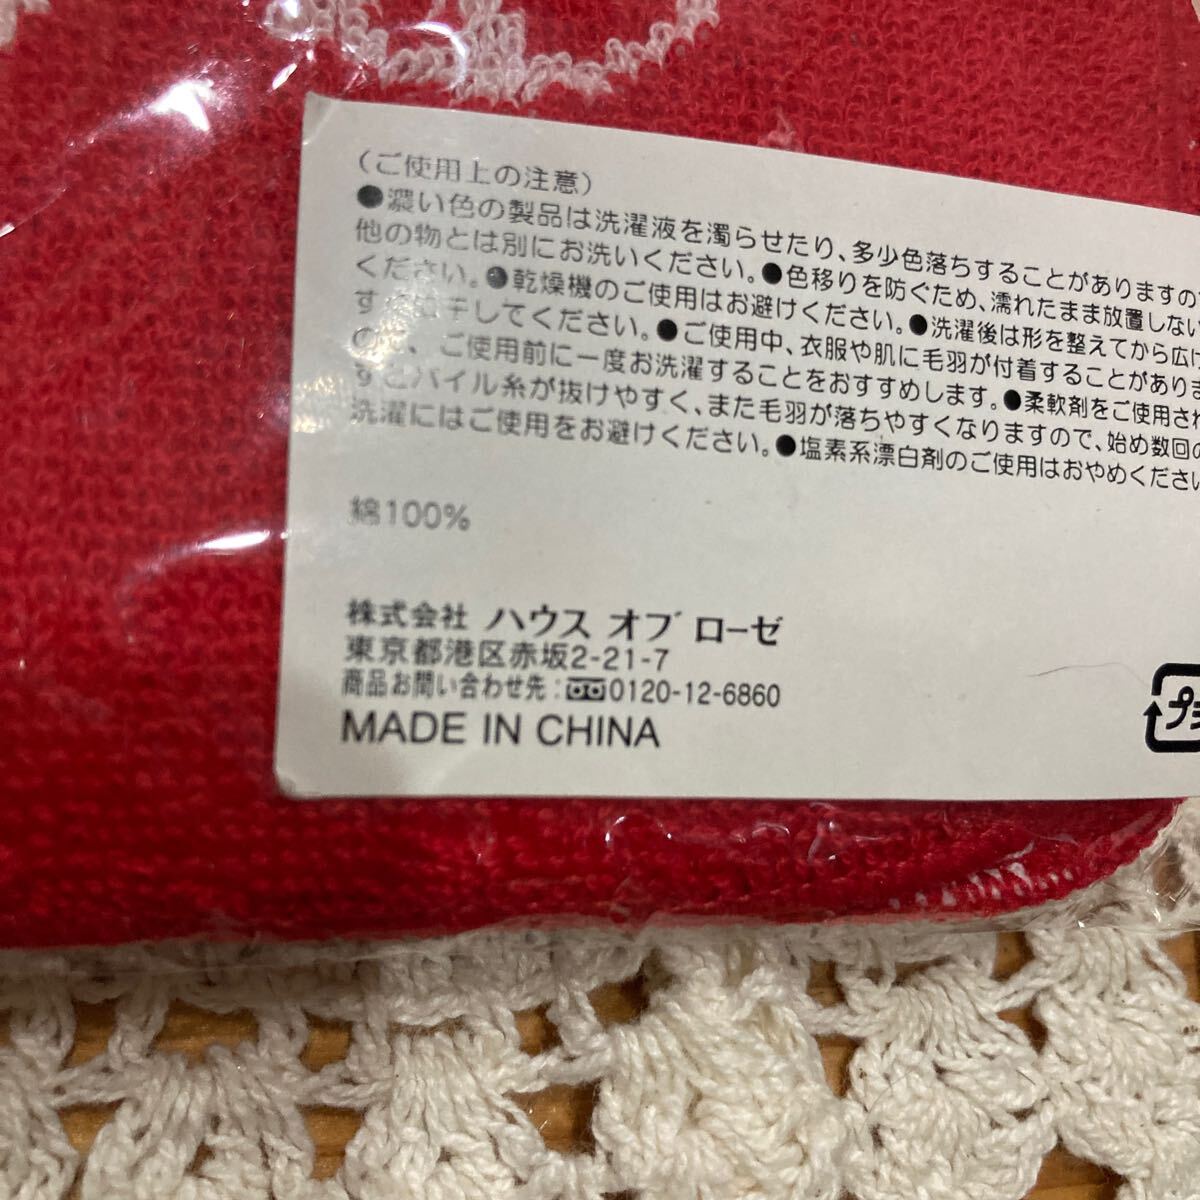 （ご使用上の注意）
●濃い色の製品は洗濯液を濁らせたり、多少色落ちすることがありますの
他の物とは別にお洗いください。●色移りを防ぐため、濡れたまま放置しない
ください。●乾燥機のご使用はお避けください。●洗濯後は形を整えてから広げ
す 干してください。●ご使用中、衣服や肌に毛羽が付着することがありま
の 、ご使用前に一度お洗濯することをおすすめします。●柔軟剤をご使用され
すとパイル糸が抜けやすく、また毛羽が落ちやすくなりますので、始め数回の
洗濯にはご使用をお避けください。●塩素系漂白剤のご使用はおやめくださ
綿100%
株式会社 ハウス オブ ローゼ
東京都港区赤坂2-21-7
商品お問い合わせ先：0120-12-6860
MADE IN CHINA
プラ